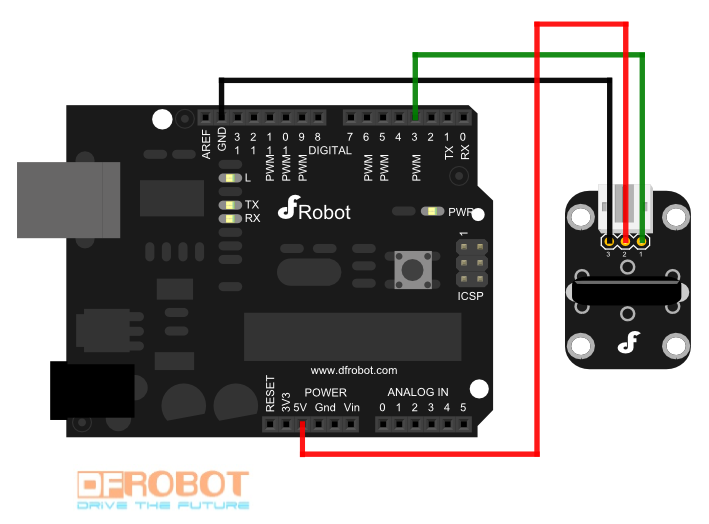 AREF
GND
13
12
11
10
9
8
7
6
5
4
3
2
1
0
PWM
PWM
PWM
PWM
PWM
PWM
TX
RX
DIGITAL
L
TX
RX
DFRobot
PWR
1
ICSP
3 2 1
www.dfrobot.com
RESET
3V3
5V
Gnd
Vin
POWER
ANALOG IN
0 1 2 3 4 5
DFROBOT
DRIVE THE FUTURE